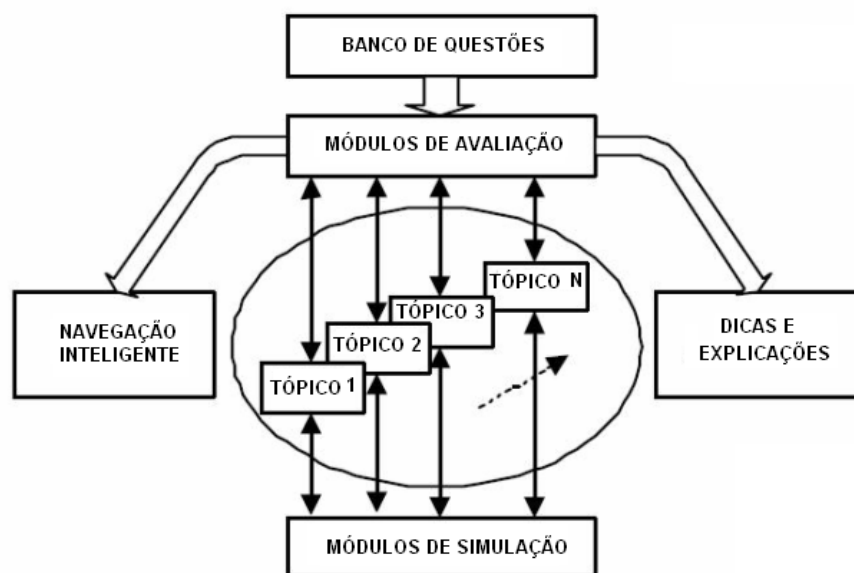 BANCO DE QUESTÕES
MÓDULOS DE AVALIAÇÃO
NAVEGAÇÃO
INTELIGENTE
TÓPICO 1
TÓPICO 2
TÓPICO 3
TÓPICO N
DICAS E
EXPLICAÇÕES
MÓDULOS DE SIMULAÇÃO